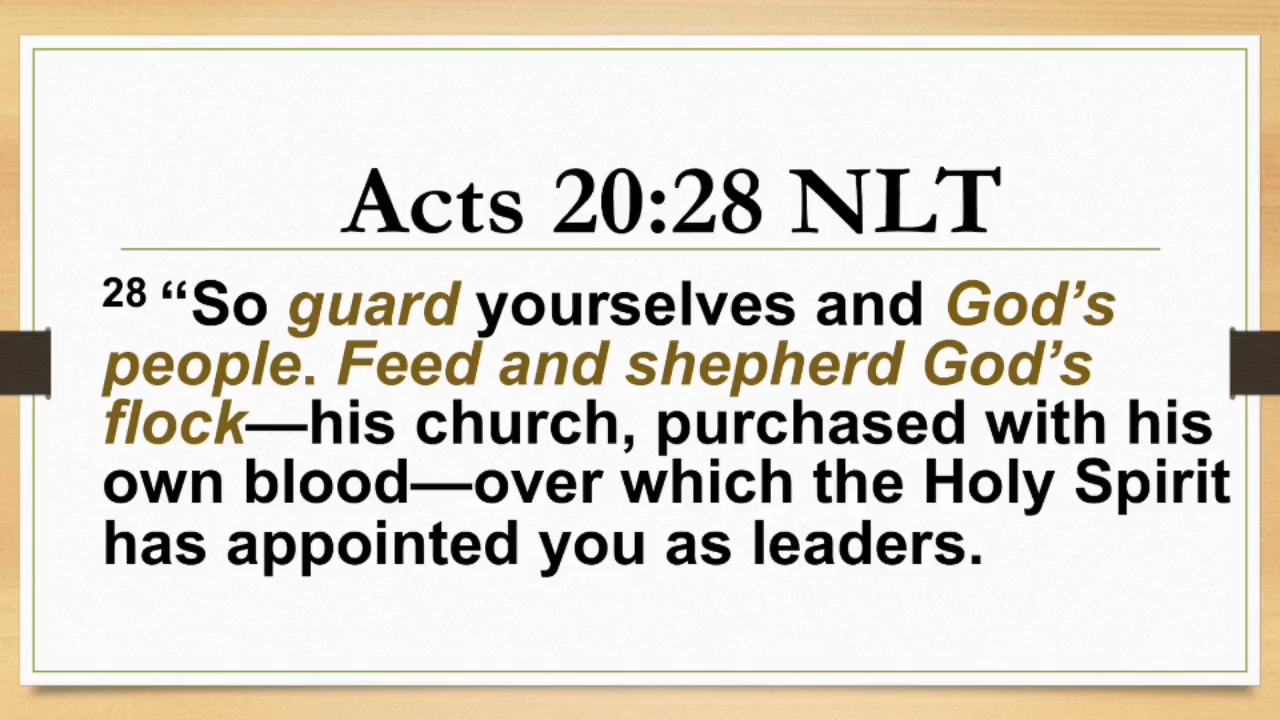 Acts 20:28 NLT
28 “So guard yourselves and God’s
people. Feed and shepherd God’s
flock—his church, purchased with his
own blood—over which the Holy Spirit
has appointed you as leaders.